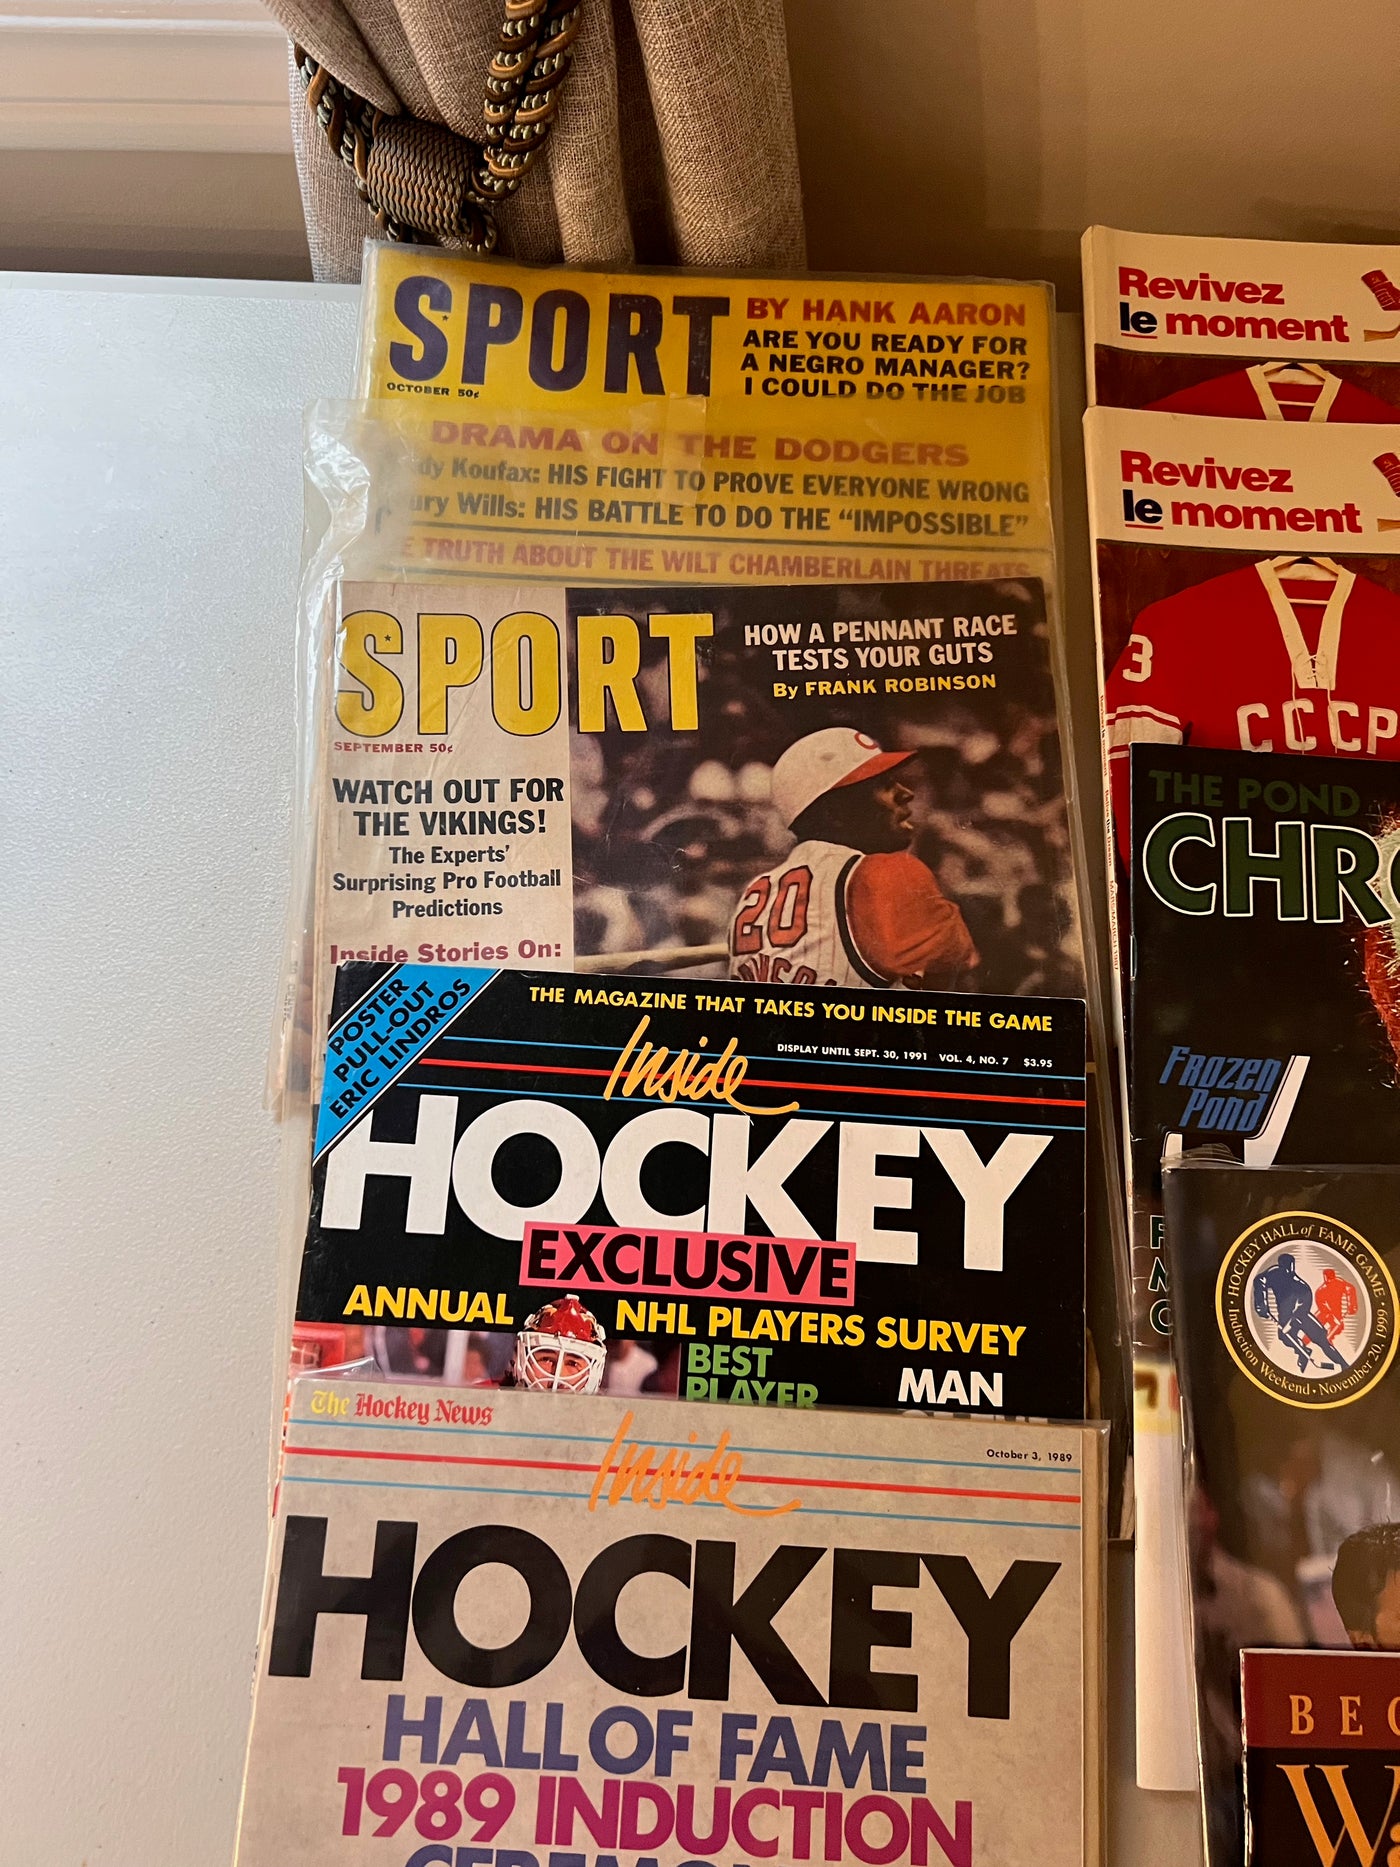 SPORT
OCTOBER 50¢
BY HANK AARON
ARE YOU READY FOR
A NEGRO MANAGER?
I COULD DO THE JOB
DRAMA ON THE DODGERS
dy Koufax: HIS FIGHT TO PROVE EVERYONE WRONG
ury Wills: HIS BATTLE TO DO THE “IMPOSSIBLE”
E TRUTH ABOUT THE WILT CHAMBERLAIN THREATS
SPORT
SEPTEMBER 50¢
HOW A PENNANT RACE
TESTS YOUR GUTS
By FRANK ROBINSON
WATCH OUT FOR
THE VIKINGS!
The Experts’
Surprising Pro Football
Predictions
Inside Stories On:
20
POSTER
PULL-OUT
ERIC LINDROS
THE MAGAZINE THAT TAKES YOU INSIDE THE GAME
DISPLAY UNTIL SEPT. 30, 1991 VOL. 4, NO. 7 $3.95
Inside
HOCKEY
EXCLUSIVE
ANNUAL NHL PLAYERS SURVEY
BEST
PLAYER
MAN
The Hockey News
October 3, 1989
Inside
HOCKEY
HALL OF FAME
1989 INDUCTION
Revivez
le moment
Revivez
le moment
3
CCCP
THE POND
CHR
Frozen
Pond
HOCKEY HALL of FAME GAME
Induction Weekend • November 20, 1999
BEC
W